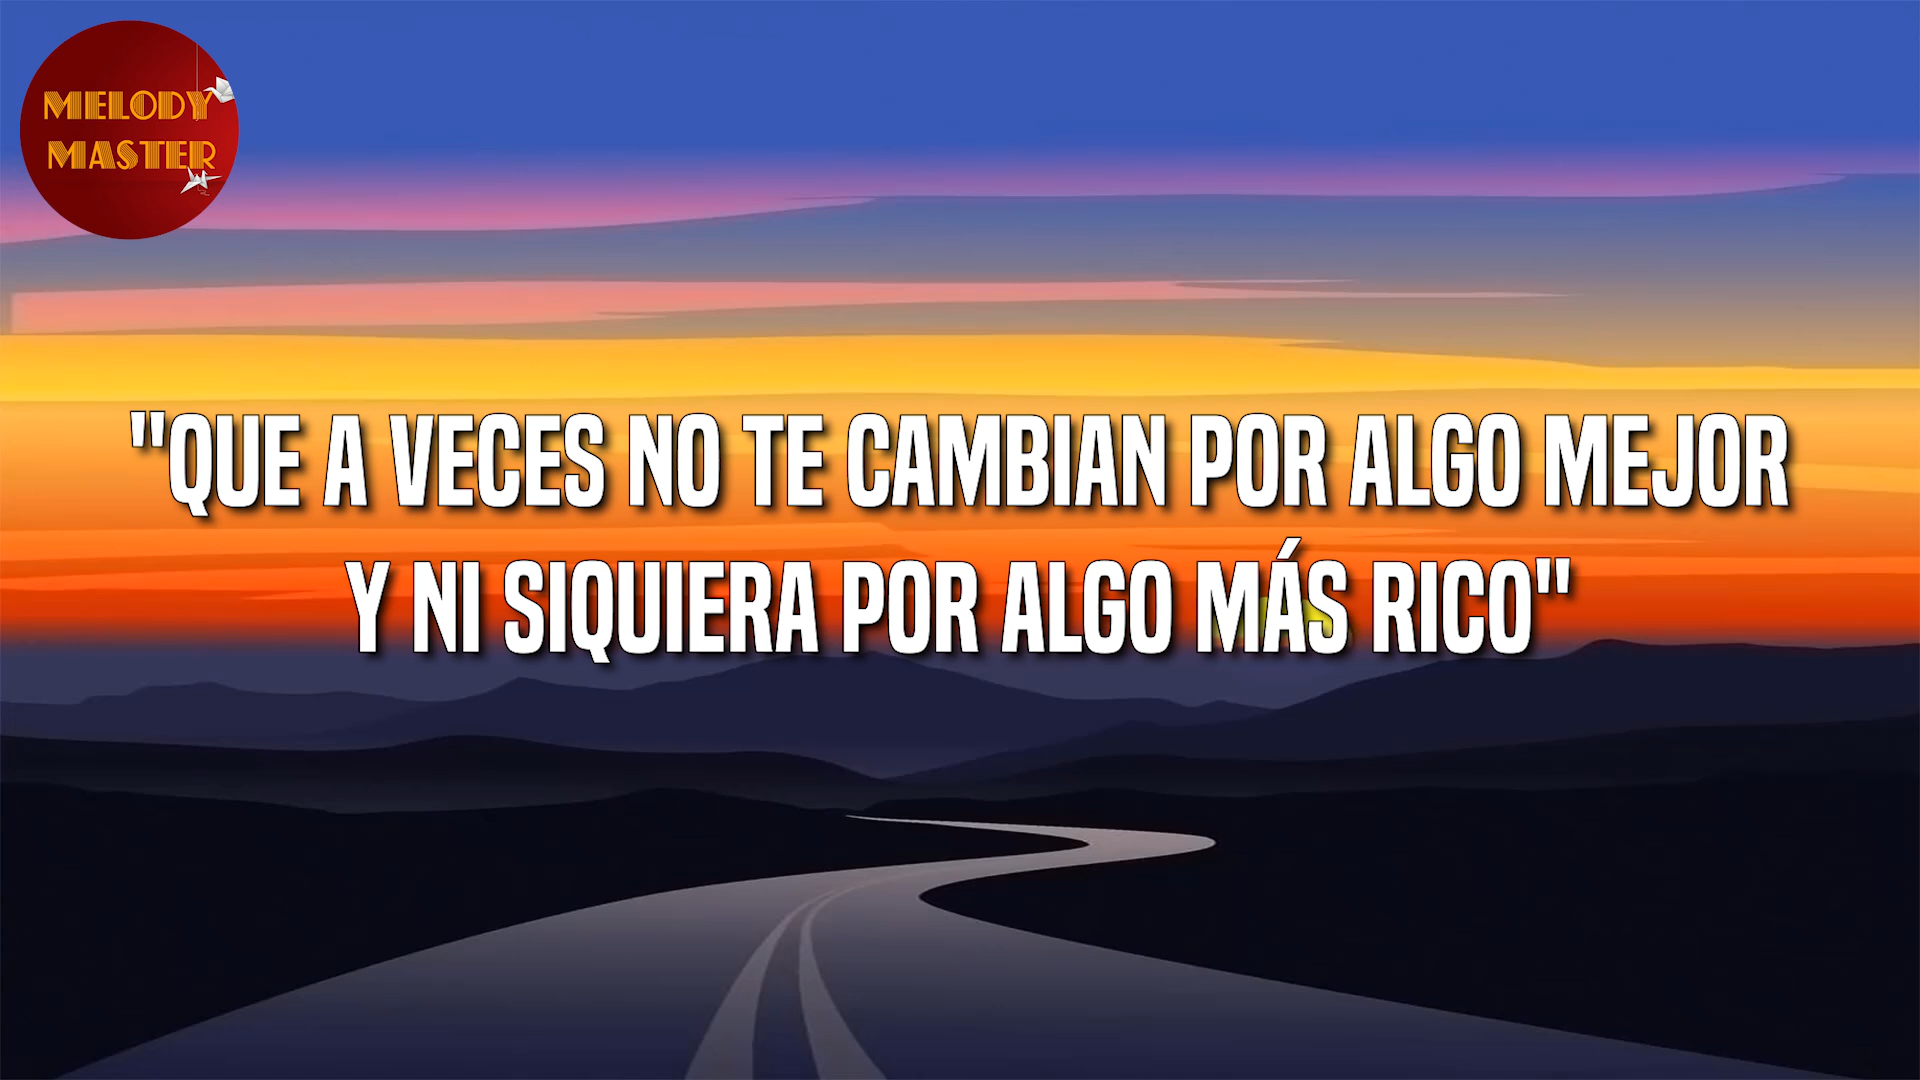 MELODY
MASTER
"QUE A VECES NO TE CAMBIAN POR ALGO MEJOR
Y NI SIQUIERA POR ALGO MÁS RICO"